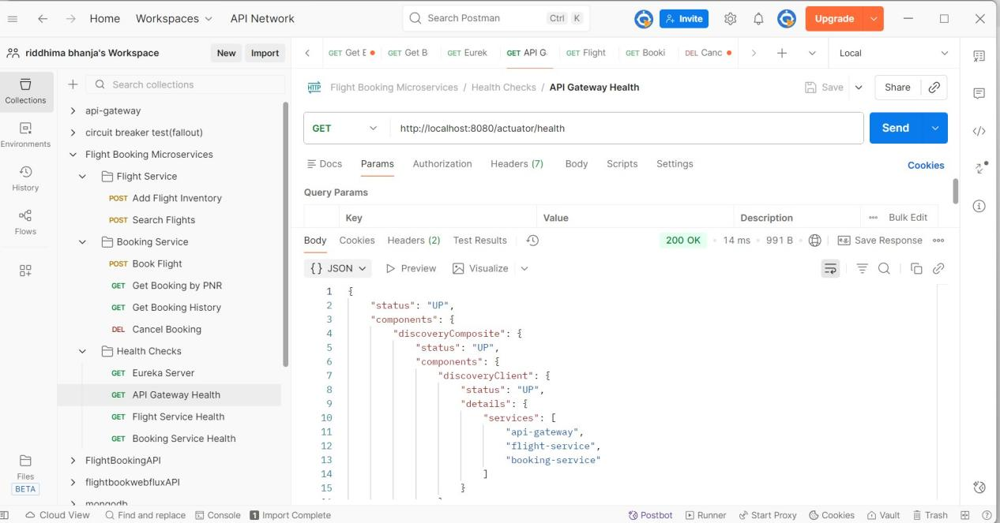 Home Workspaces API Network Search Postman Ctrl K Invite Upgrade
riddhima bhanja's Workspace New Import GET Get E GET Get B GET Eurek GET API G GET Flight GET Booki DEL Canc Local
Collections
Environments
History
Flows
Files
BETA
Search collections
api-gateway
circuit breaker test(fallout)
Flight Booking Microservices
Flight Service
POST Add Flight Inventory
POST Search Flights
Booking Service
POST Book Flight
GET Get Booking by PNR
GET Get Booking History
DEL Cancel Booking
Health Checks
GET Eureka Server
GET API Gateway Health
GET Flight Service Health
GET Booking Service Health
FlightBookingAPI
flightbookwebfluxAPI
mongodb
HTTP Flight Booking Microservices / Health Checks / API Gateway Health Save Share
GET http://localhost:8080/actuator/health Send
Docs Params Authorization Headers (7) Body Scripts Settings Cookies
Query Params
Key Value Description Bulk Edit
Body Cookies Headers (2) Test Results 200 OK • 14 ms • 991 B • e.g. Save Response
{} JSON Preview Visualize
1 {
2 "status": "UP",
3 "components": {
4 "discoveryComposite": {
5 "status": "UP",
6 "components": {
7 "discoveryClient": {
8 "status": "UP",
9 "details": {
10 "services": [
11 "api-gateway",
12 "flight-service",
13 "booking-service"
14 ]
15 }
Cloud View Find and replace Console 1 Import Complete Postbot Runner Start Proxy Cookies Vault Trash